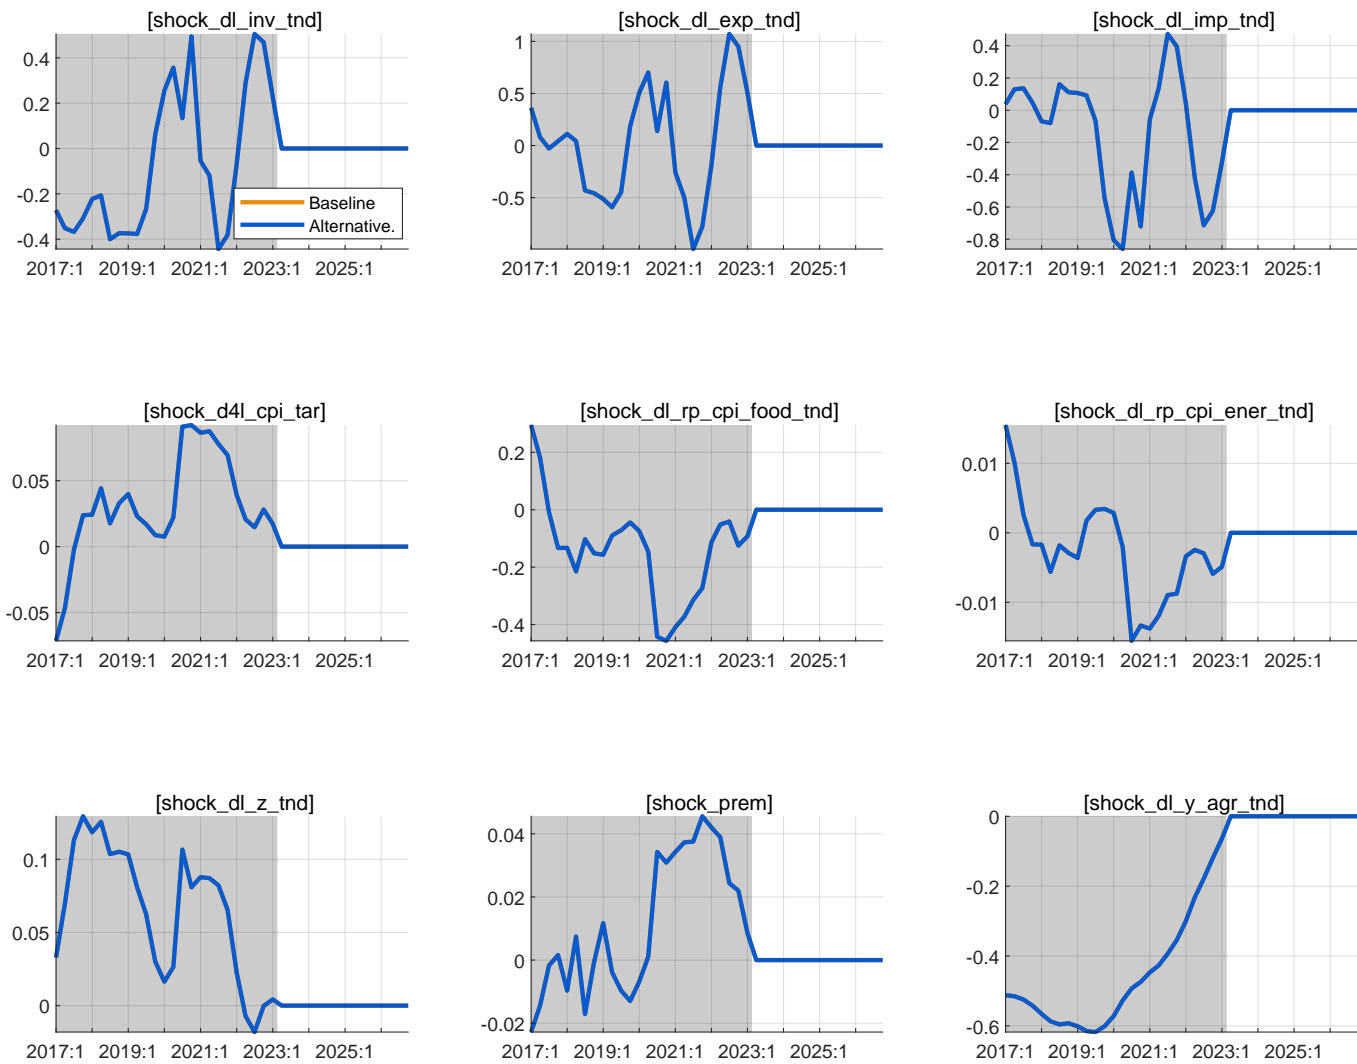 [shock_dl_inv_tnd]
0.4
0.2
0
-0.2
-0.4
Baseline
Alternative.
2017:1 2019:1 2021:1 2023:1 2025:1
[shock_dl_exp_tnd]
1
0.5
0
-0.5
2017:1 2019:1 2021:1 2023:1 2025:1
[shock_dl_imp_tnd]
0.4
0.2
0
-0.2
-0.4
-0.6
-0.8
2017:1 2019:1 2021:1 2023:1 2025:1
[shock_d4l_cpi_tar]
0.05
0
-0.05
2017:1 2019:1 2021:1 2023:1 2025:1
[shock_dl_rp_cpi_food_tnd]
0.2
0
-0.2
-0.4
2017:1 2019:1 2021:1 2023:1 2025:1
[shock_dl_rp_cpi_ener_tnd]
0.01
0
-0.01
2017:1 2019:1 2021:1 2023:1 2025:1
[shock_dl_z_tnd]
0.1
0.05
0
2017:1 2019:1 2021:1 2023:1 2025:1
[shock_prem]
0.04
0.02
0
-0.02
2017:1 2019:1 2021:1 2023:1 2025:1
[shock_dl_y_agr_tnd]
0
-0.2
-0.4
-0.6
2017:1 2019:1 2021:1 2023:1 2025:1